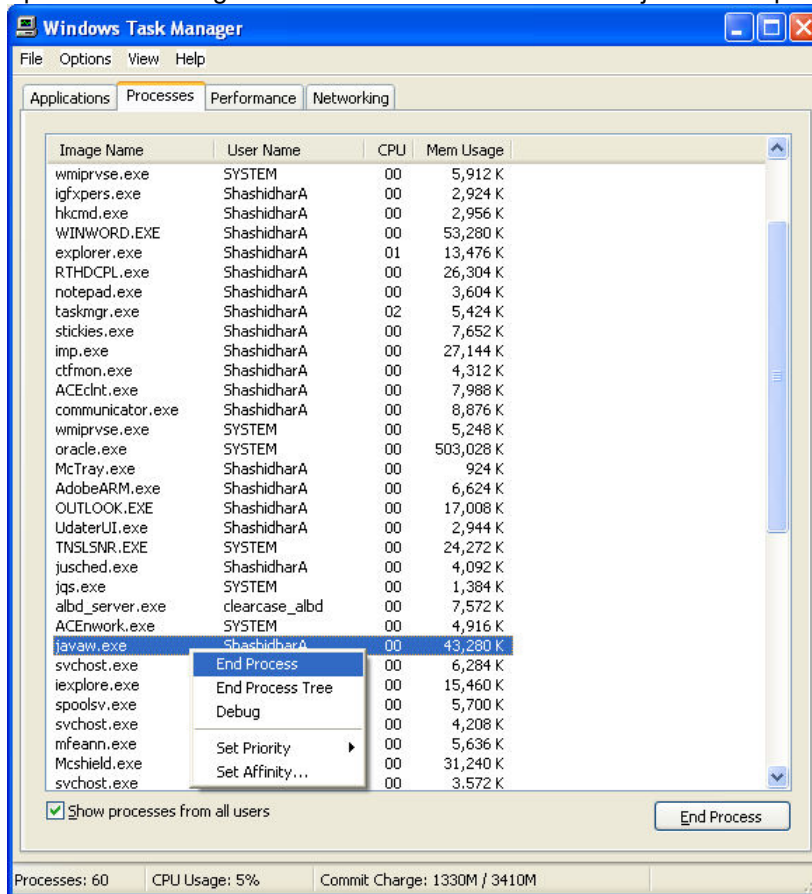 Windows Task Manager
File Options View Help
Applications Processes Performance Networking
Image Name User Name CPU Mem Usage
wmiprvse.exe SYSTEM 00 5,912 K
igfxpers.exe ShashidharA 00 2,924 K
hkcmd.exe ShashidharA 00 2,956 K
WINWORD.EXE ShashidharA 00 53,280 K
explorer.exe ShashidharA 01 13,476 K
RTHDCPL.exe ShashidharA 00 26,304 K
notepad.exe ShashidharA 00 3,604 K
taskmgr.exe ShashidharA 02 5,424 K
stickies.exe ShashidharA 00 7,652 K
imp.exe ShashidharA 00 27,144 K
ctfmon.exe ShashidharA 00 4,312 K
ACEclnt.exe ShashidharA 00 7,988 K
communicator.exe ShashidharA 00 8,876 K
wmiprvse.exe SYSTEM 00 5,248 K
oracle.exe SYSTEM 00 503,028 K
McTray.exe ShashidharA 00 924 K
AdobeARM.exe ShashidharA 00 6,624 K
OUTLOOK.EXE ShashidharA 00 17,008 K
UdaterUI.exe ShashidharA 00 2,944 K
TNSLSNR.EXE SYSTEM 00 24,272 K
jusched.exe ShashidharA 00 4,092 K
jqs.exe SYSTEM 00 1,384 K
albd_server.exe clearcase_albd 00 7,572 K
ACEnwork.exe SYSTEM 00 4,916 K
javaw.exe ShashidharA 00 43,280 K
svchost.exe End Process 00 6,284 K
iexplore.exe End Process Tree 00 15,460 K
spoolsv.exe Debug 00 5,700 K
svchost.exe 00 4,208 K
mfeann.exe Set Priority 00 5,636 K
Mcshield.exe Set Affinity... 00 31,240 K
svchost.exe 00 3,572 K
Show processes from all users End Process
Processes: 60 CPU Usage: 5% Commit Charge: 1330M / 3410M